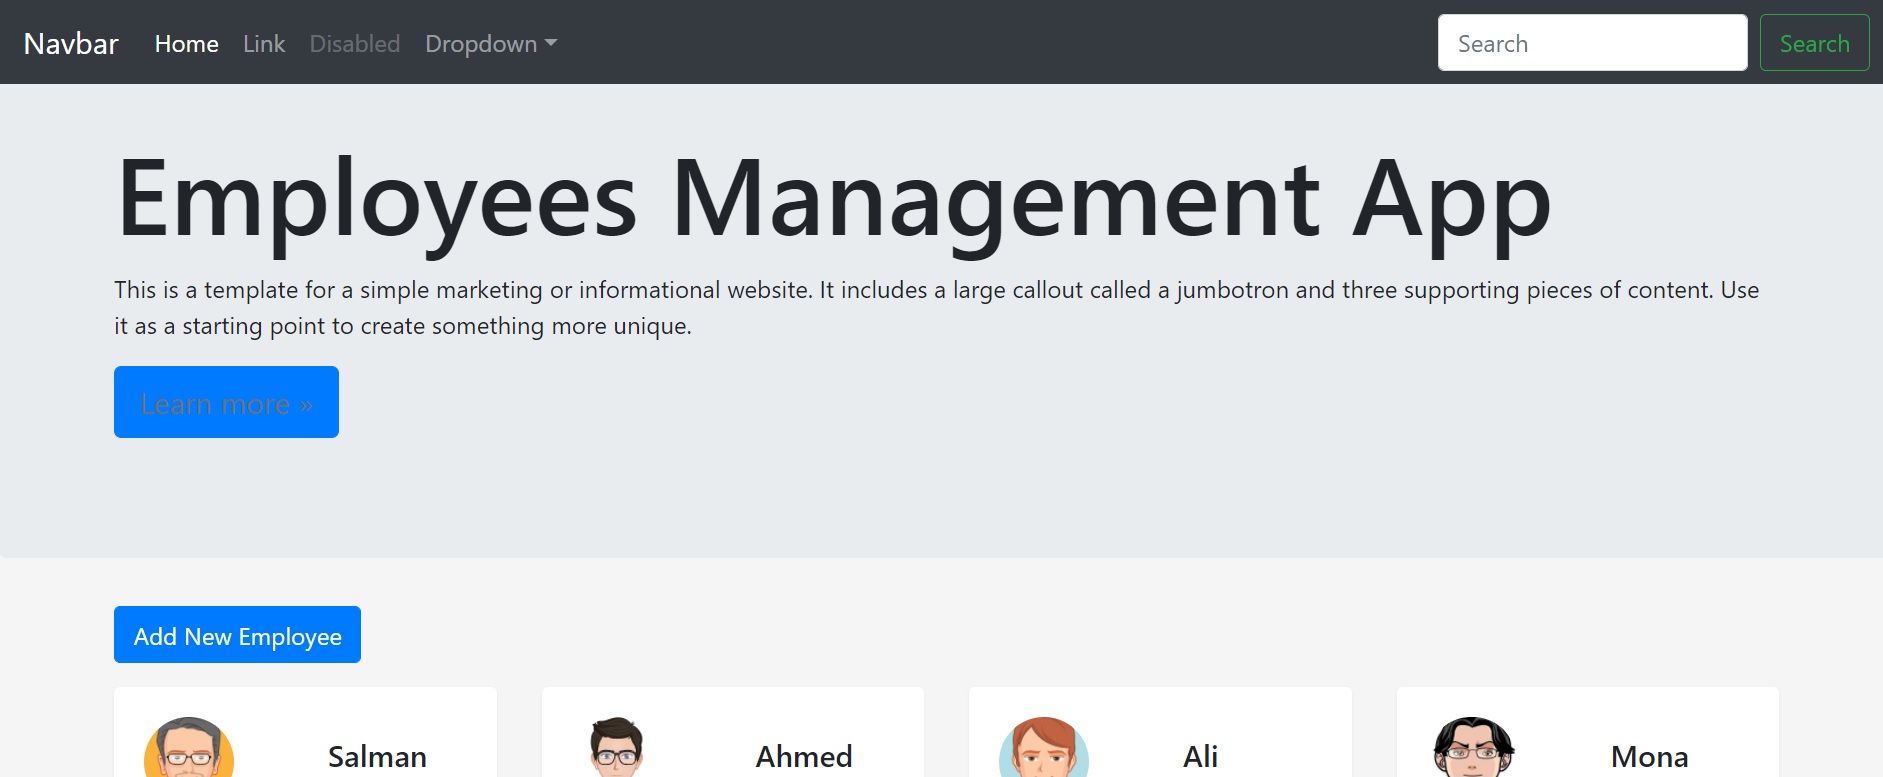 Navbar Home Link Disabled Dropdown Search Search
Employees Management App
This is a template for a simple marketing or informational website. It includes a large callout called a jumbotron and three supporting pieces of content. Use
it as a starting point to create something more unique.
Learn more »
Add New Employee
Salman Ahmed Ali Mona